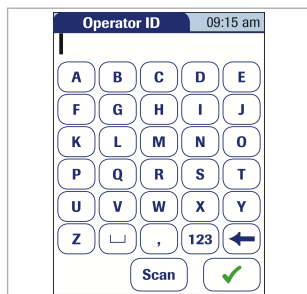 Operator ID 09:15 am
A B C D E
F G H I J
K L M N O
P Q R S T
U V W X Y
Z , 123
Scan